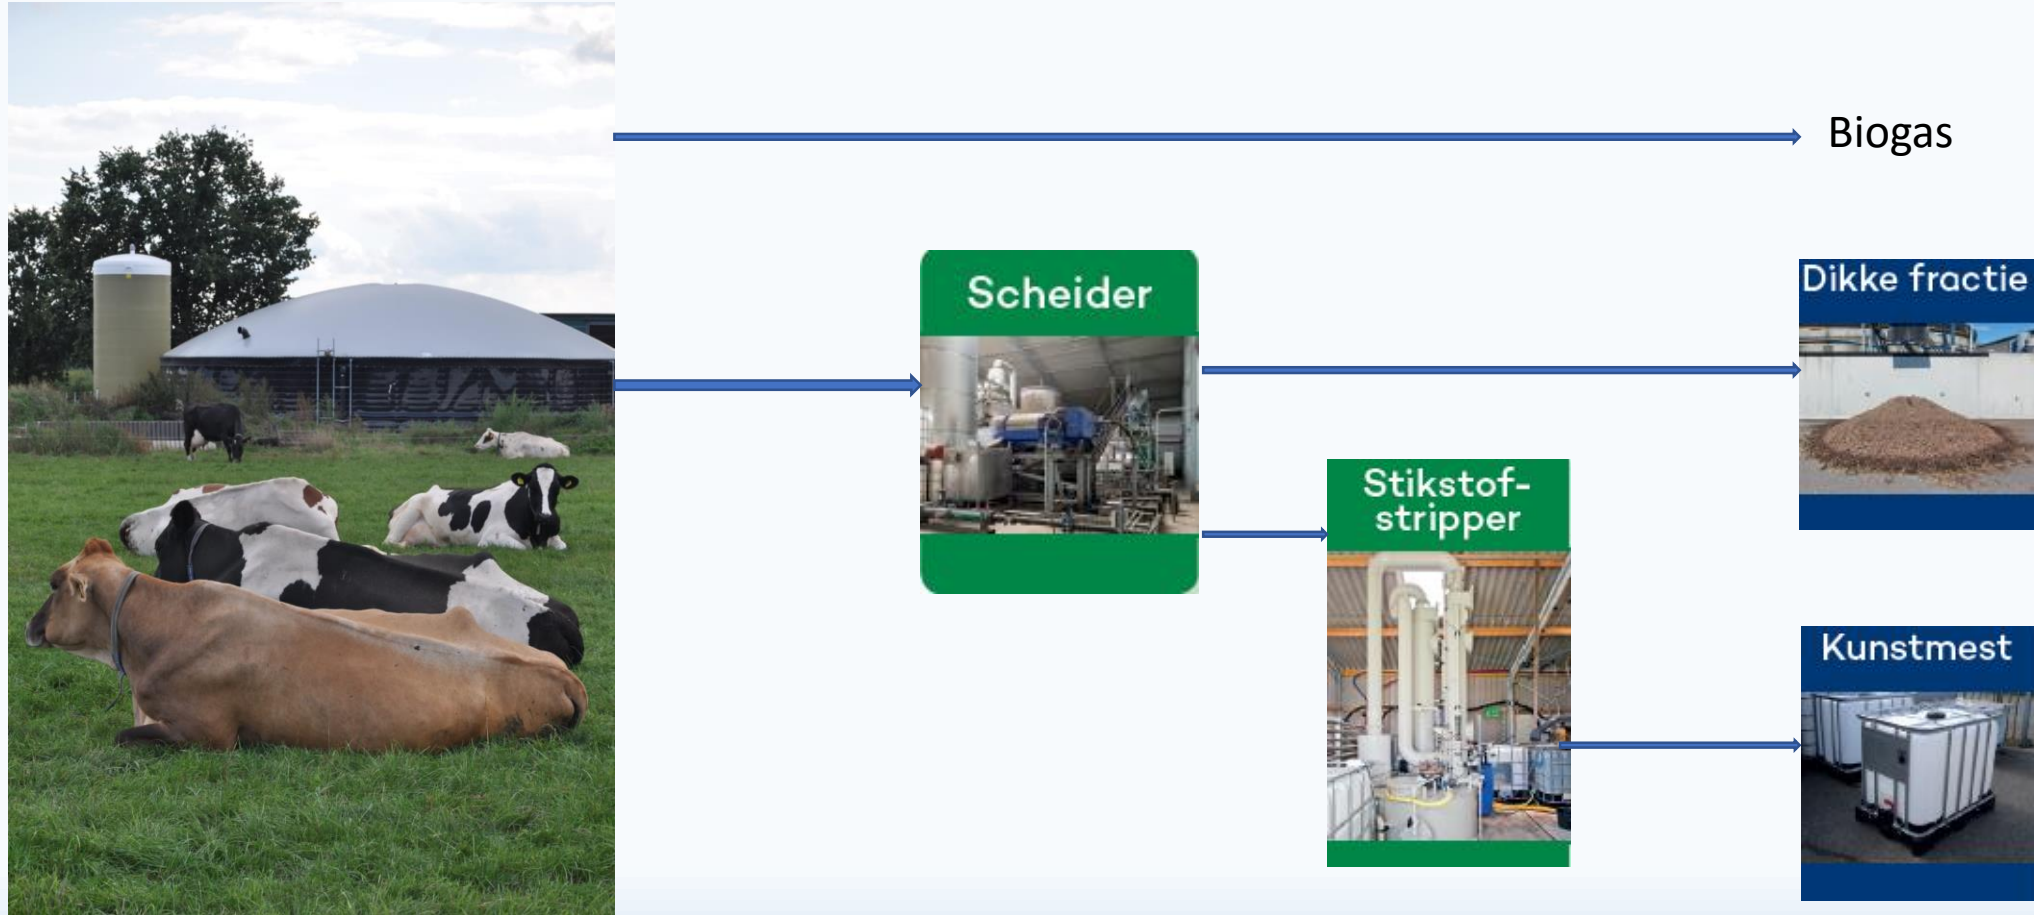 Biogas
Scheider
Dikke fractie
Stikstof-
stripper
Kunstmest